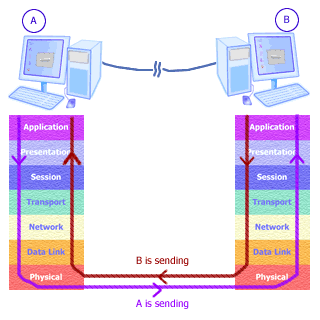 A
B
Application
Presentation
Session
Transport
Network
Data Link
Physical
Application
Presentation
Session
Transport
Network
Data Link
Physical
B is sending
A is sending